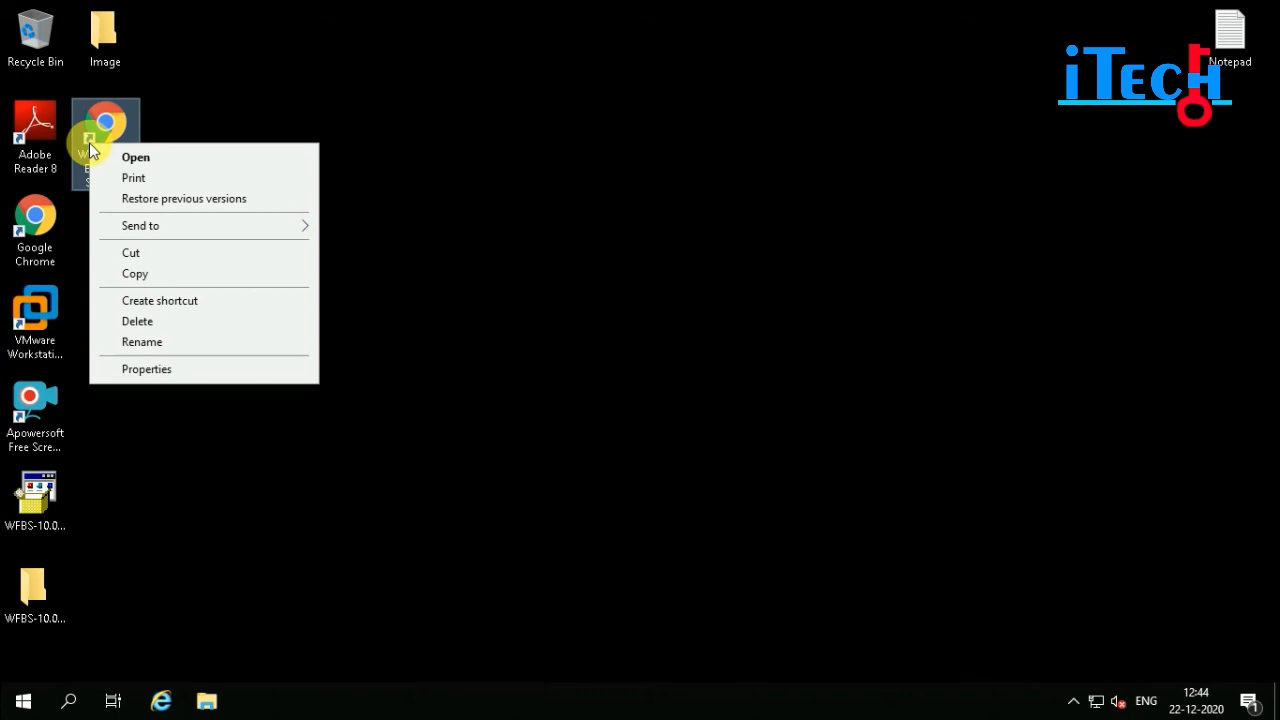 Recycle Bin
Image
Notepad
iTECH
Adobe
Reader 8
Google
Chrome
VMware
Workstati...
Apowersoft
Free Scre...
WFBS-10.0...
WFBS-10.0...
Open
Print
Restore previous versions
Send to
Cut
Copy
Create shortcut
Delete
Rename
Properties
ENG
12:44
22-12-2020
1